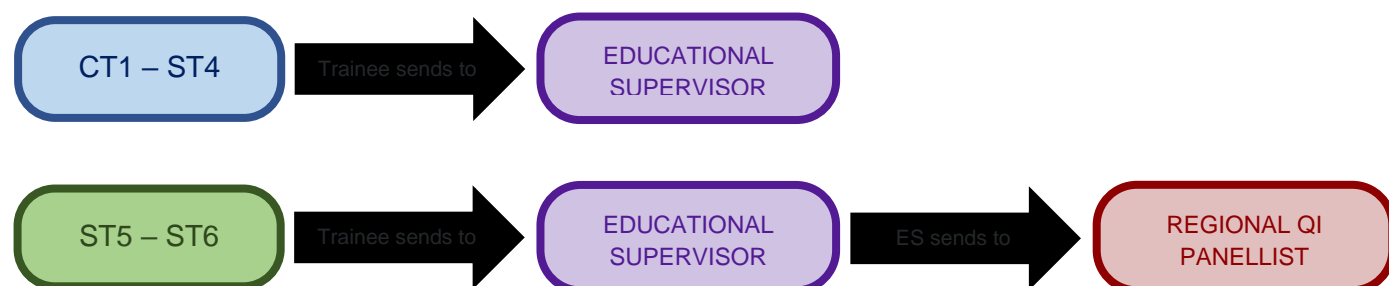 CT1 – ST4
Trainee sends to
EDUCATIONAL
SUPERVISOR
ST5 – ST6
Trainee sends to
EDUCATIONAL
SUPERVISOR
ES sends to
REGIONAL QI
PANELLIST